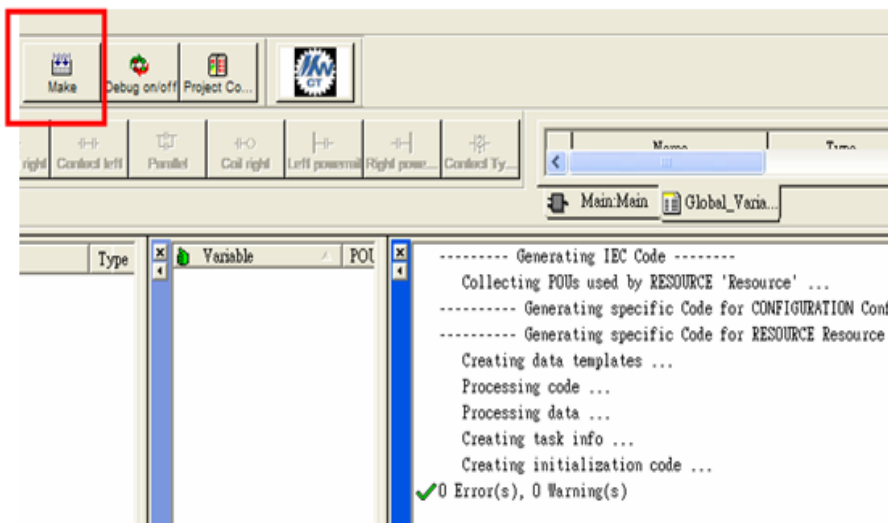 Make
Debug on/off
Project Co...
CT
right
Contact left
Parallel
Coil right
Left powerrail
Right powe...
Contact Ty...
Name
Type
Main:Main
Global_Varia...
Type
Variable
POU
--------- Generating IEC Code --------
Collecting POUs used by RESOURCE 'Resource' ...
---------- Generating specific Code for CONFIGURATION Conf
---------- Generating specific Code for RESOURCE Resource
Creating data templates ...
Processing code ...
Processing data ...
Creating task info ...
Creating initialization code ...
0 Error(s), 0 Warning(s)